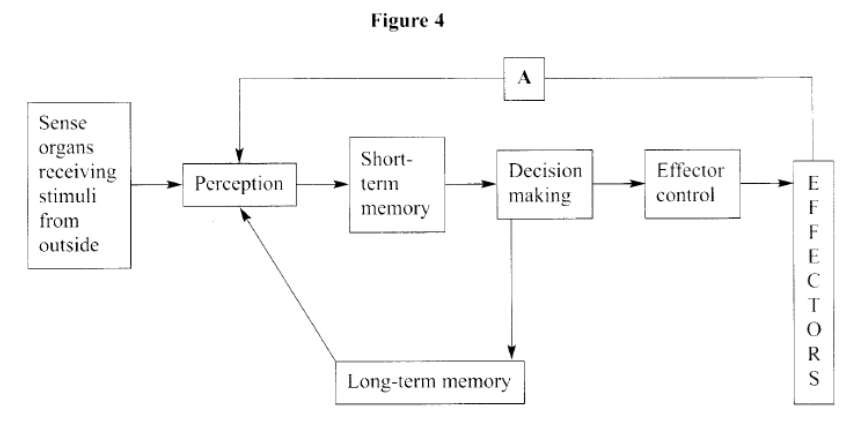 Figure 4
A
Sense
organs
receiving
stimuli
from
outside
Perception
Short-
term
memory
Decision
making
Effector
control
E
F
F
E
C
T
O
R
S
Long-term memory